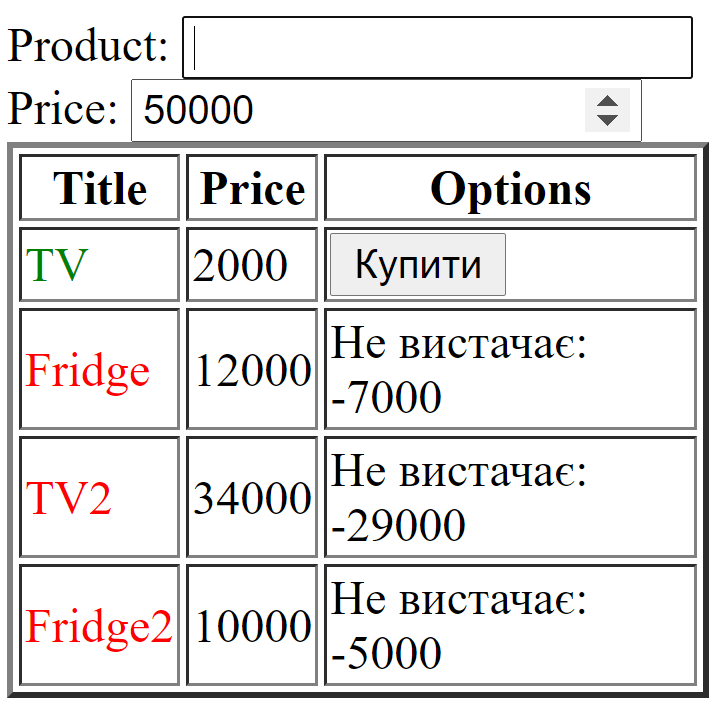 Product:
Price: 50000
Title Price Options
TV 2000 Купити
Fridge 12000 Не вистачає:
-7000
TV2 34000 Не вистачає:
-29000
Fridge2 10000 Не вистачає:
-5000